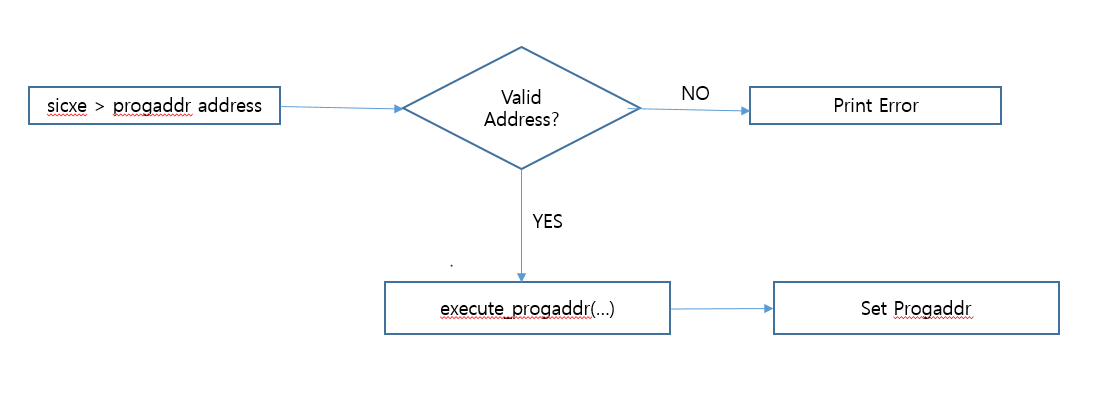 sicxe > progaddr address
Valid
Address?
NO
Print Error
YES
execute_progaddr(...)
Set Progaddr